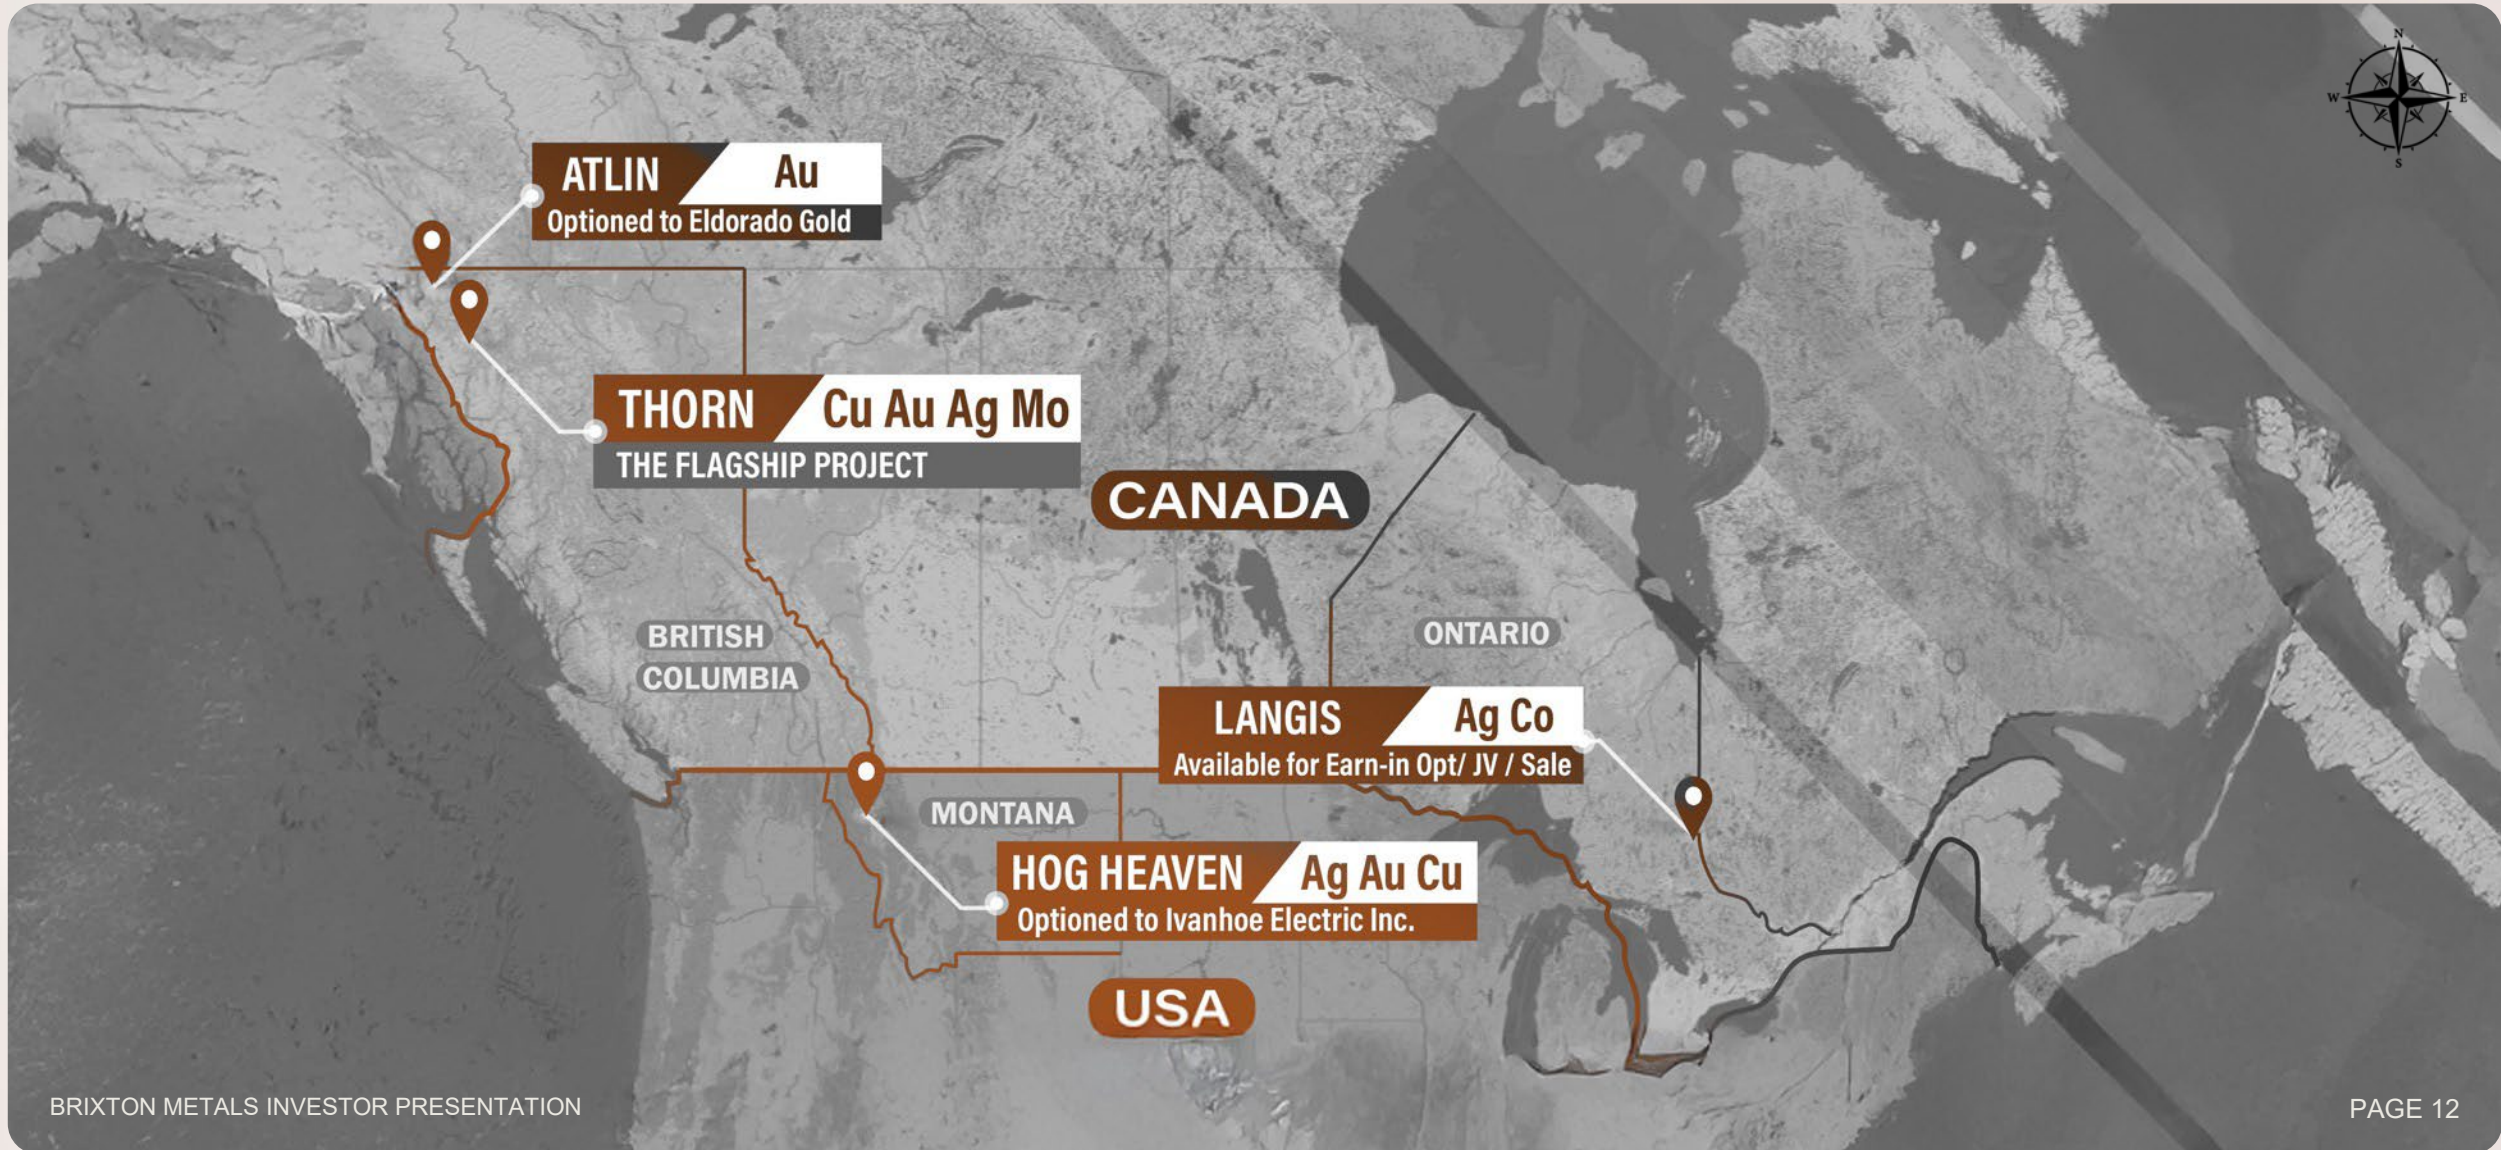 N
W E
S
ATLIN Au
Optioned to Eldorado Gold
THORN Cu Au Ag Mo
THE FLAGSHIP PROJECT
CANADA
BRITISH
COLUMBIA
ONTARIO
LANGIS Ag Co
Available for Earn-in Opt/ JV / Sale
MONTANA
HOG HEAVEN Ag Au Cu
Optioned to Ivanhoe Electric Inc.
USA
BRIXTON METALS INVESTOR PRESENTATION
PAGE 12